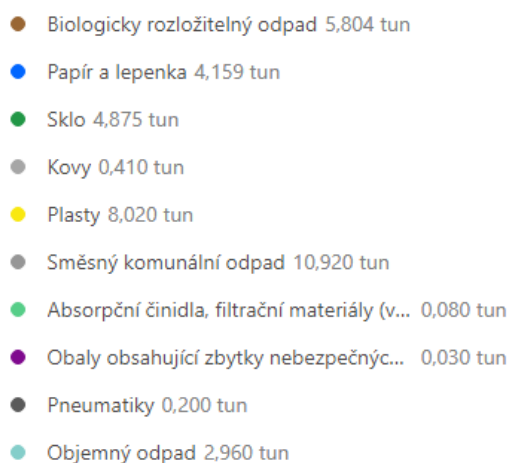 Biologicky rozložitelný odpad 5,804 tun
Papír a lepenka 4,159 tun
Sklo 4,875 tun
Kovy 0,410 tun
Plasty 8,020 tun
Směsný komunální odpad 10,920 tun
Absorpční činidla, filtrační materiály (v... 0,080 tun
Obaly obsahující zbytky nebezpečnýc... 0,030 tun
Pneumatiky 0,200 tun
Objemný odpad 2,960 tun